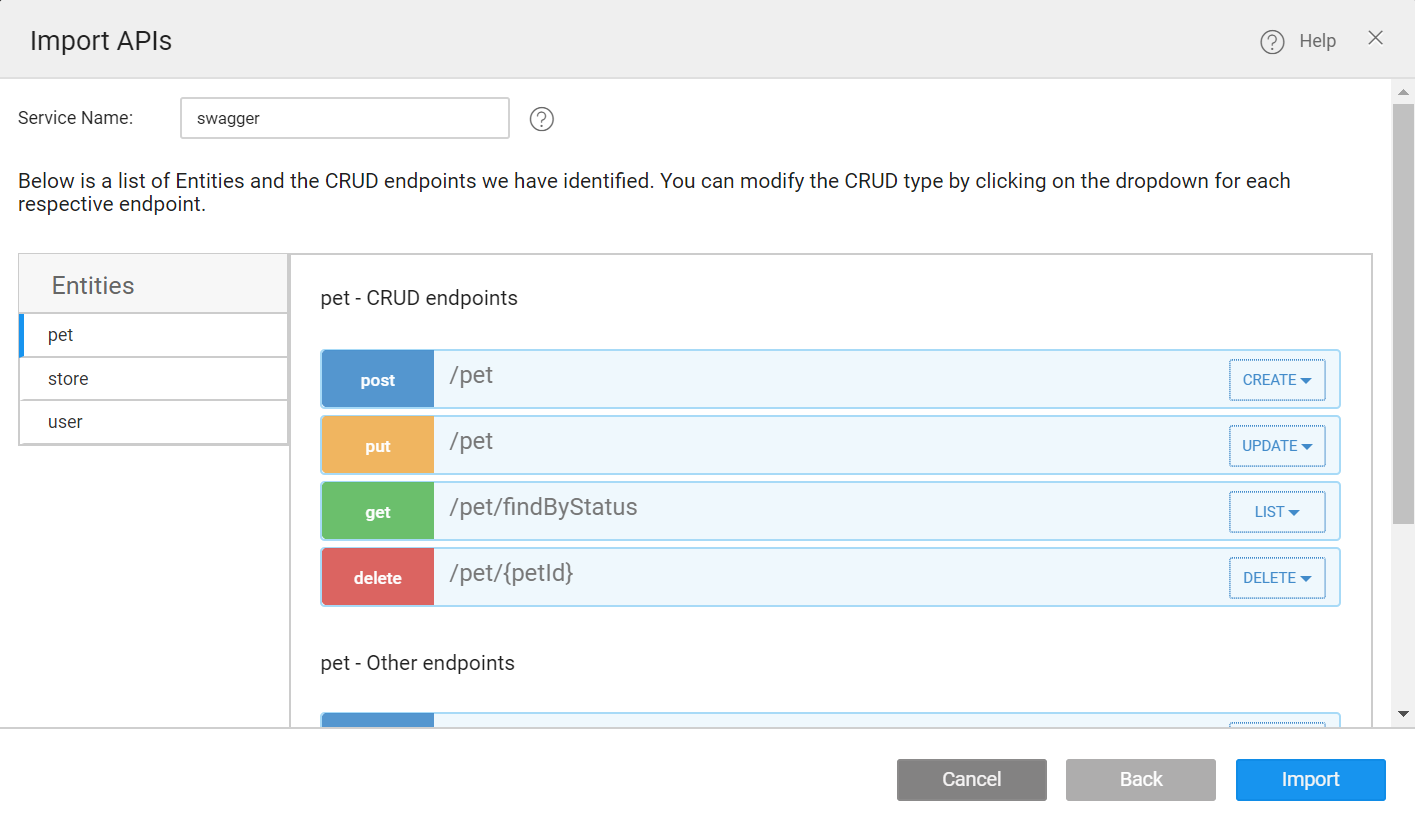 Import APIs
Help
Service Name:
swagger
Below is a list of Entities and the CRUD endpoints we have identified. You can modify the CRUD type by clicking on the dropdown for each
respective endpoint.
Entities
pet
store
user
pet - CRUD endpoints
post /pet CREATE
put /pet UPDATE
get /pet/findByStatus LIST
delete /pet/{petId} DELETE
pet - Other endpoints
Cancel Back Import